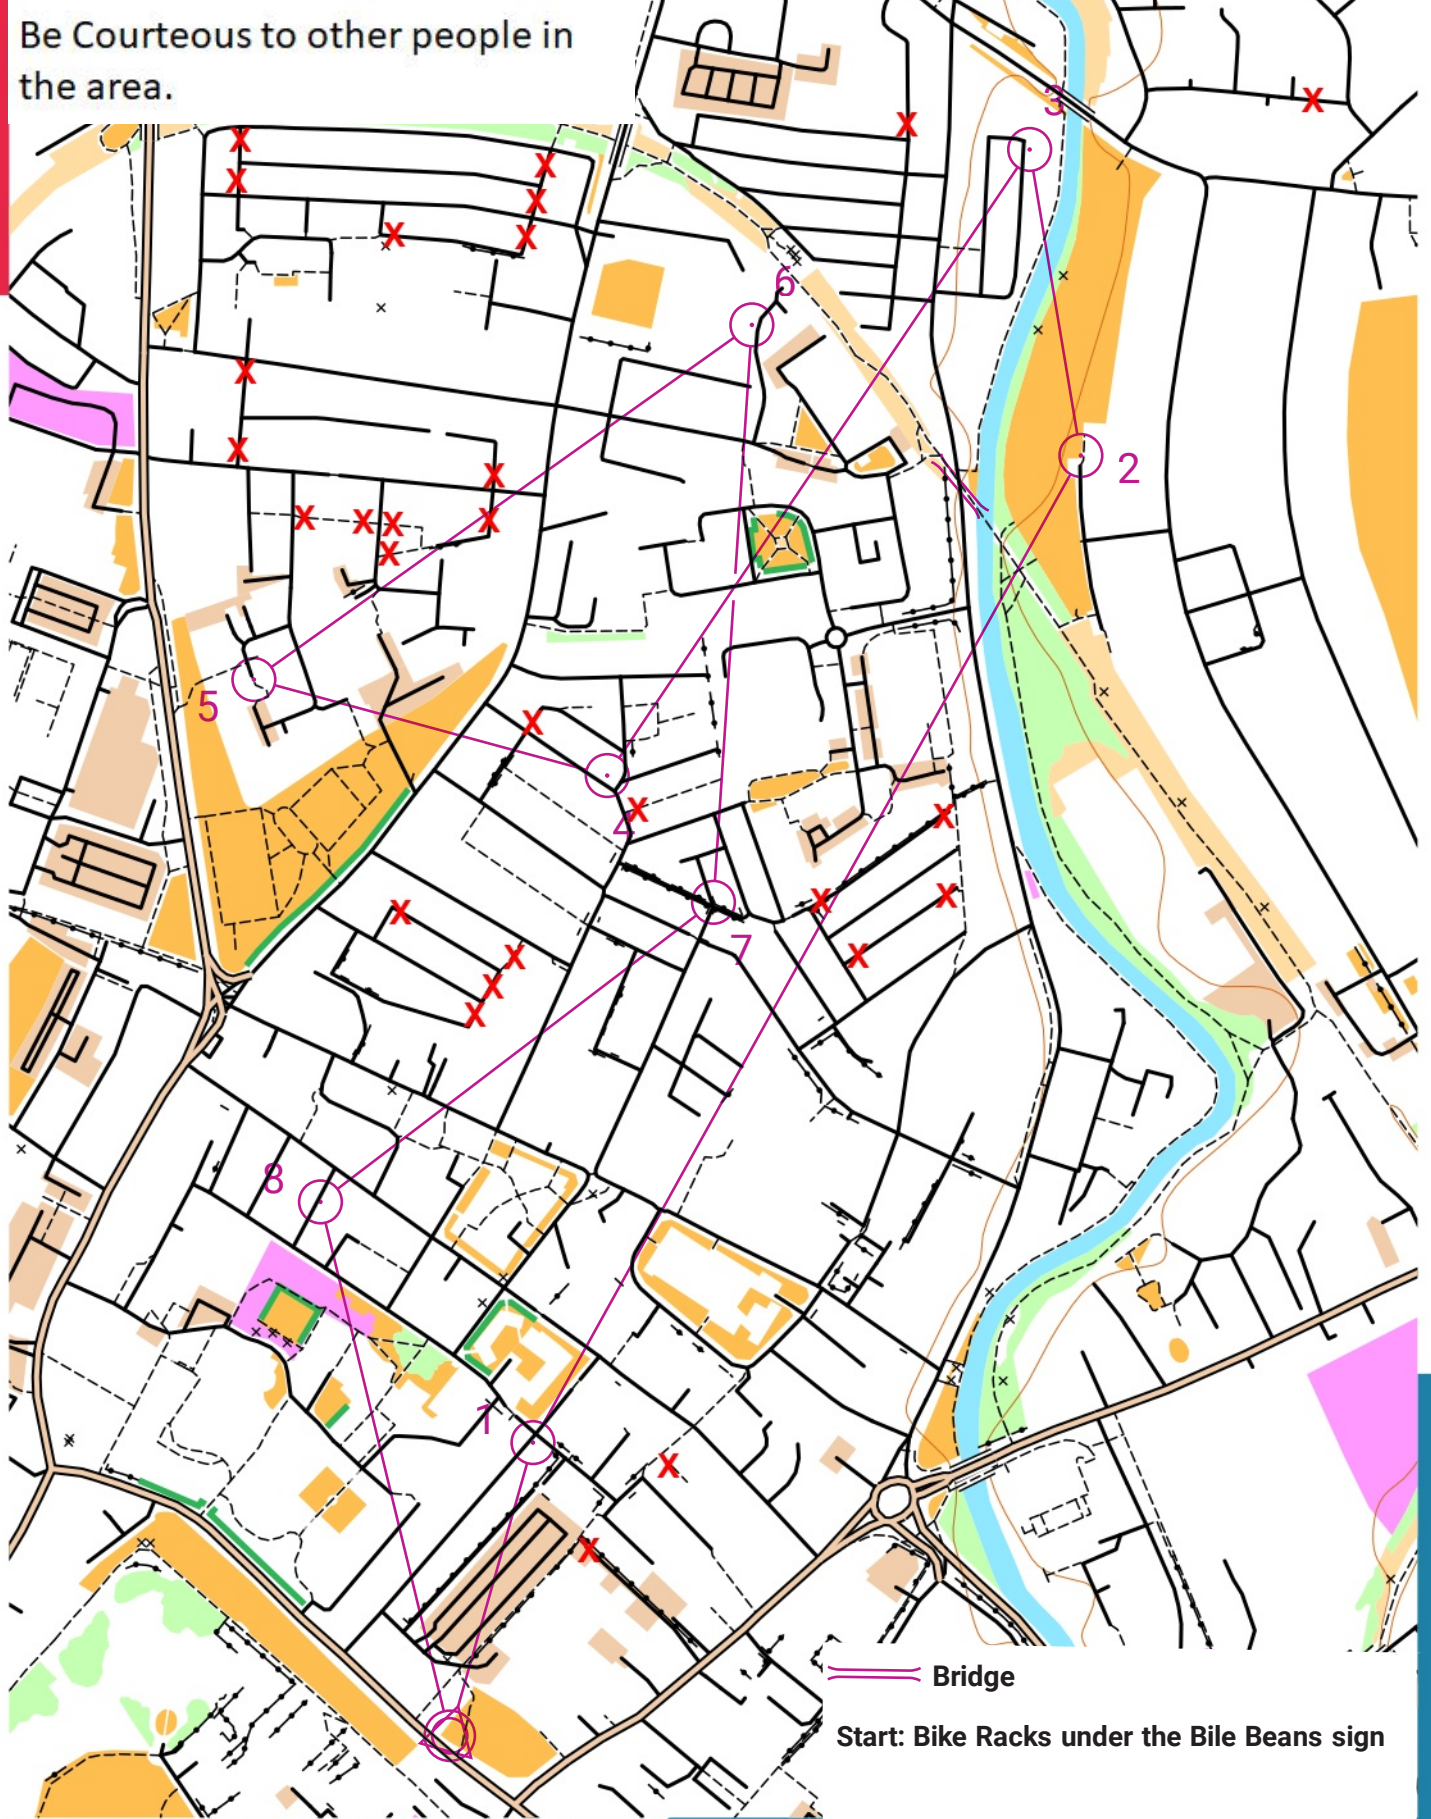 Be Courteous to other people in
the area.
3
6
2
5
4
7
8
1
Bridge
Start: Bike Racks under the Bile Beans sign